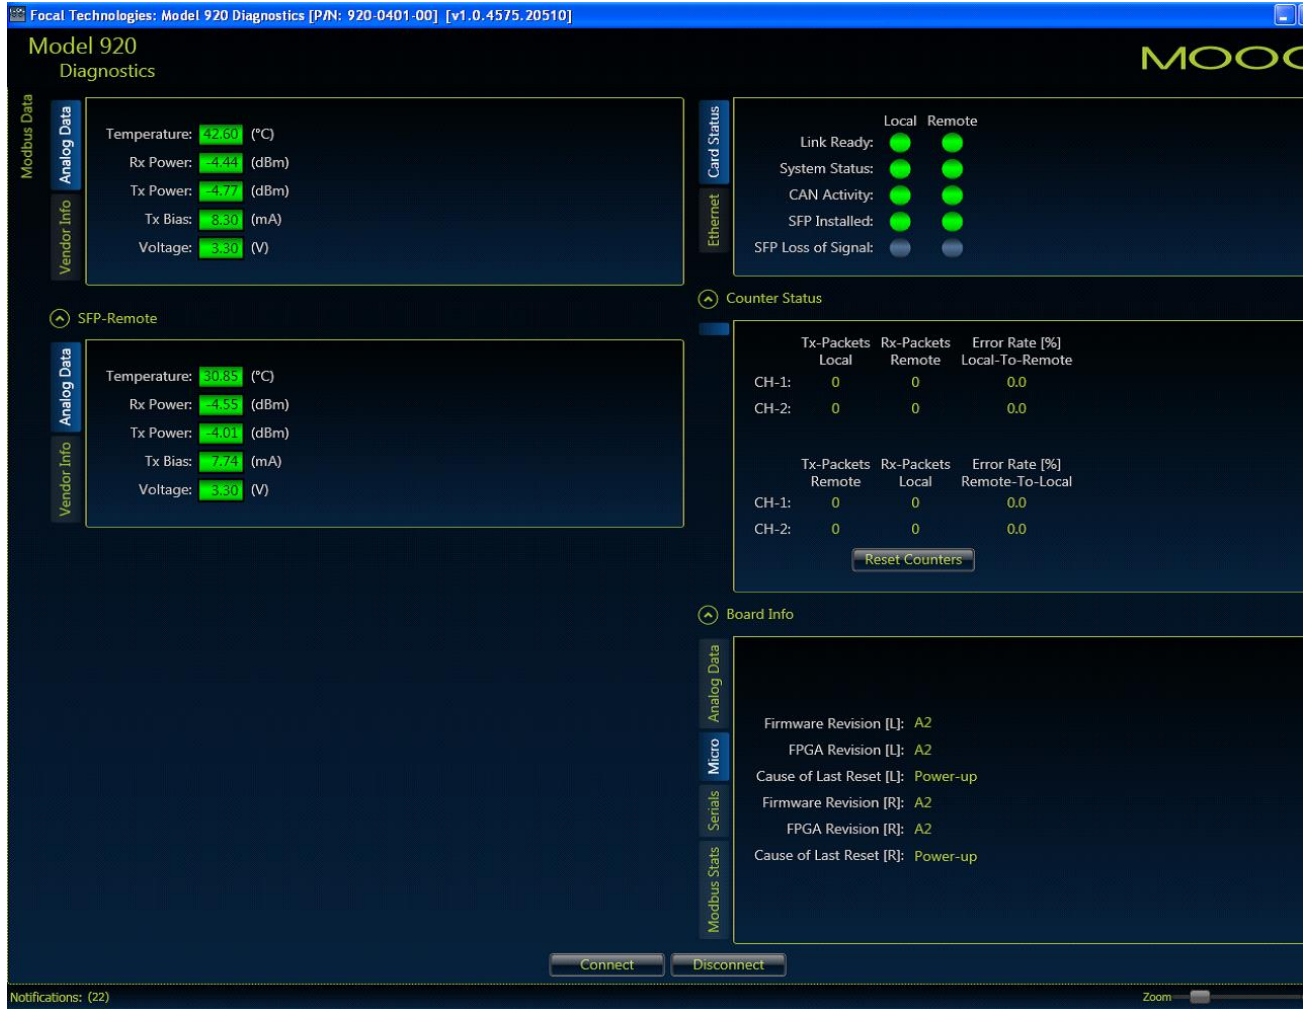 Focal Technologies: Model 920 Diagnostics [P/N: 920-0401-00] [v1.0.4575.20510]
Model 920
Diagnostics
MOOG
Modbus Data
Analog Data
Vendor Info
Temperature: 42.60 (°C)
Rx Power: -4.44 (dBm)
Tx Power: -4.77 (dBm)
Tx Bias: 8.30 (mA)
Voltage: 3.30 (V)
SFP-Remote
Analog Data
Vendor Info
Temperature: 30.85 (°C)
Rx Power: -4.55 (dBm)
Tx Power: -4.01 (dBm)
Tx Bias: 7.74 (mA)
Voltage: 3.30 (V)
Card Status
Ethernet
Local Remote
Link Ready:
System Status:
CAN Activity:
SFP Installed:
SFP Loss of Signal:
Counter Status
Tx-Packets Rx-Packets Error Rate [%]
Local Remote Local-To-Remote
CH-1: 0 0 0.0
CH-2: 0 0 0.0
Tx-Packets Rx-Packets Error Rate [%]
Remote Local Remote-To-Local
CH-1: 0 0 0.0
CH-2: 0 0 0.0
Reset Counters
Board Info
Analog Data
Micro
Serials
Modbus Stats
Firmware Revision [L]: A2
FPGA Revision [L]: A2
Cause of Last Reset [L]: Power-up
Firmware Revision [R]: A2
FPGA Revision [R]: A2
Cause of Last Reset [R]: Power-up
Connect Disconnect
Notifications: (22)
Zoom